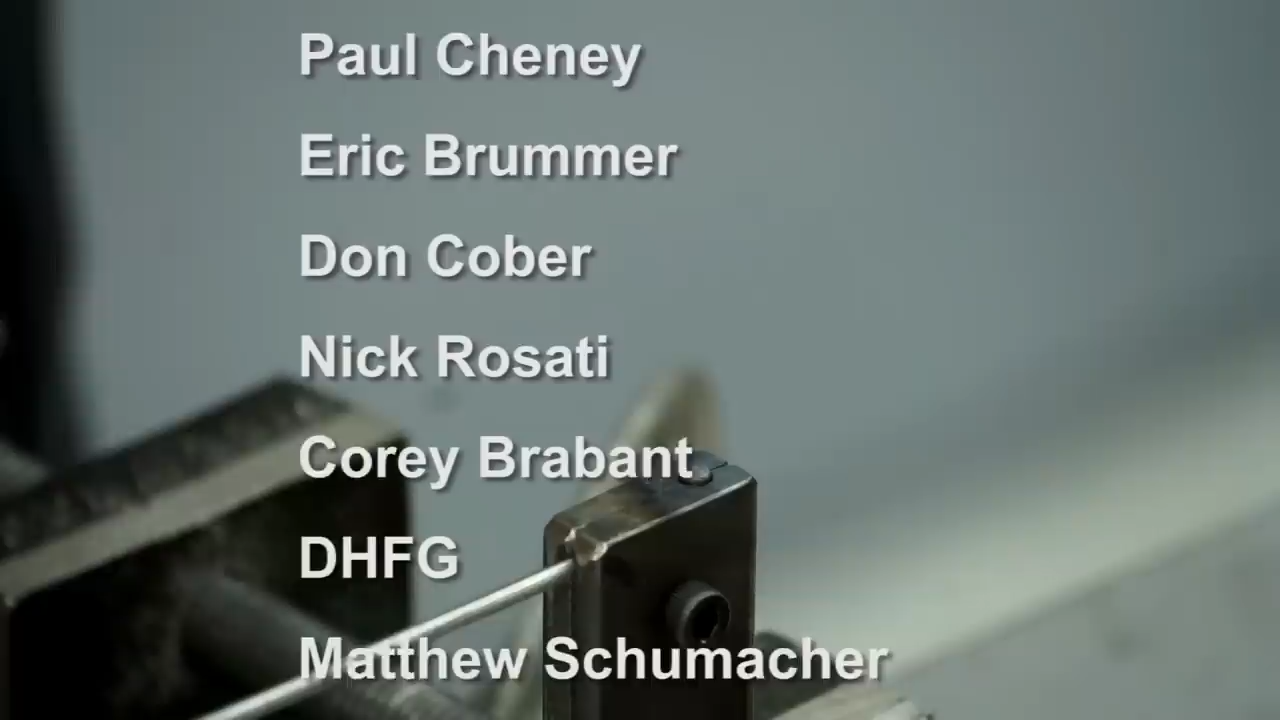 Paul Cheney
Eric Brummer
Don Cober
Nick Rosati
Corey Brabant
DHFG
Matthew Schumacher